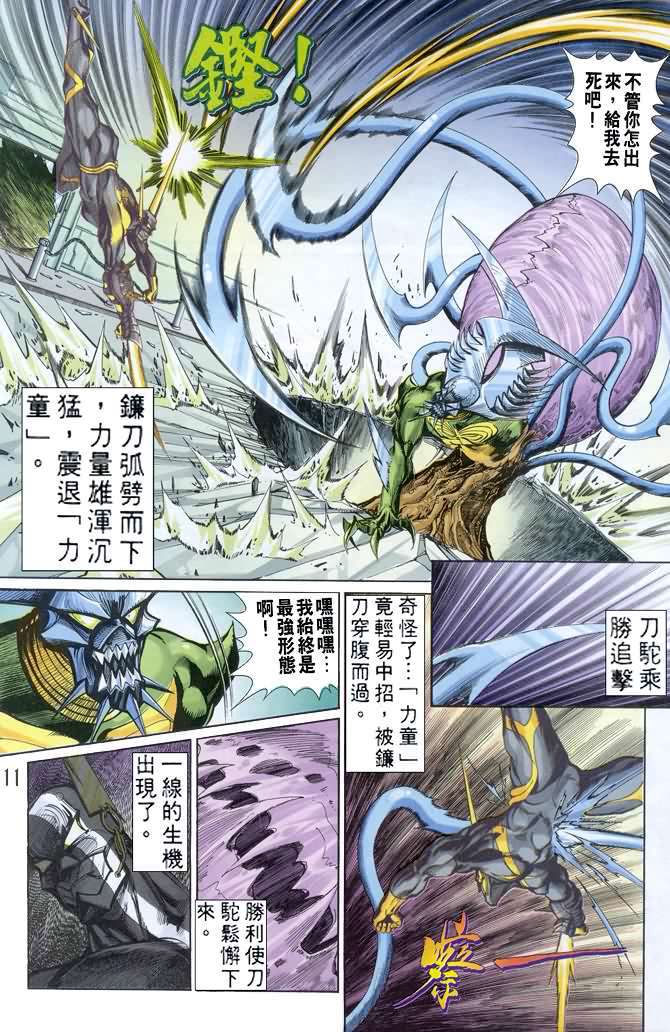 鏗！
不管你怎出
來，給我去
死吧！
鐮刀弧劈而下
，力量雄渾沉
猛，震退「力
童」。
刀駝乘
勝追擊
奇怪了…「力童」
竟輕易中招，被鐮
刀穿腹而過。
嘿嘿嘿…
我給終是
最強形態
啊！
勝利使刀
駝鬆懈下
來。
一線的生機
出現了。
11